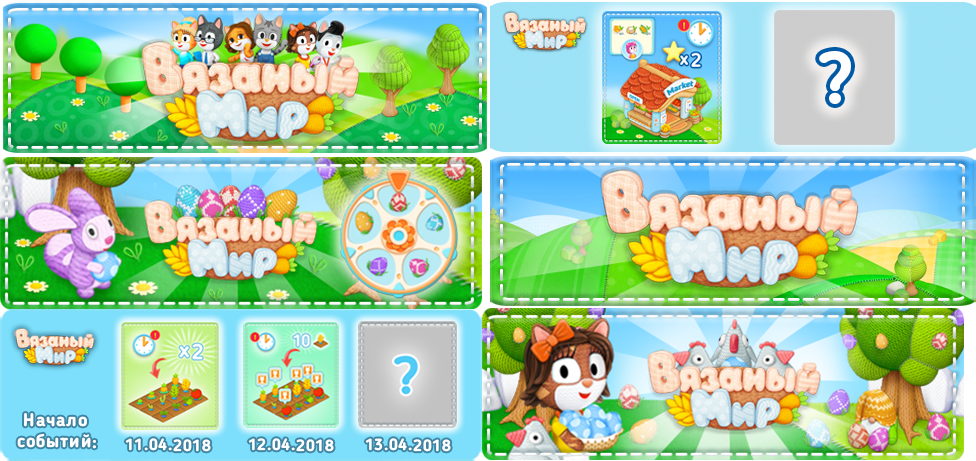 Вязаный
Мир
Вязаный
Мир
x2
Market
?
Вязаный
Мир
Вязаный
Мир
Вязаный
Мир
Начало
событий:
! x2
11.04.2018
! 10
12.04.2018
?
13.04.2018
Вязаный
Мир